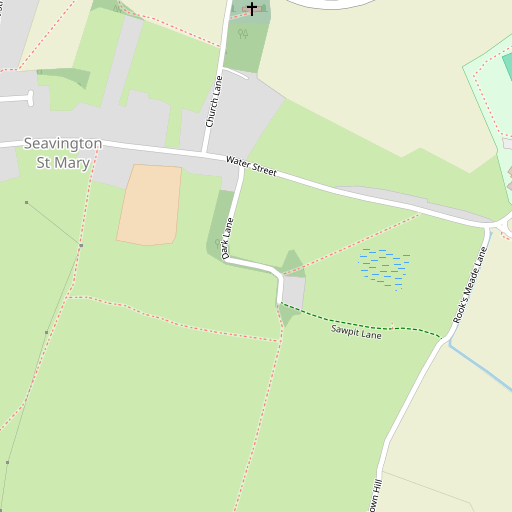 Church Lane
Seavington
St Mary
Water Street
Dark Lane
Rook's Meade Lane
Sawpit Lane
own Hill